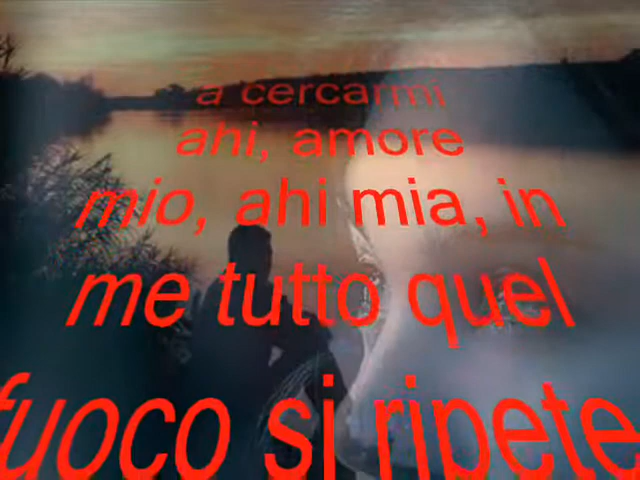 a cercarmi
ahi, amore
mio, ahi mia, in
me tutto quel
fuoco si ripete